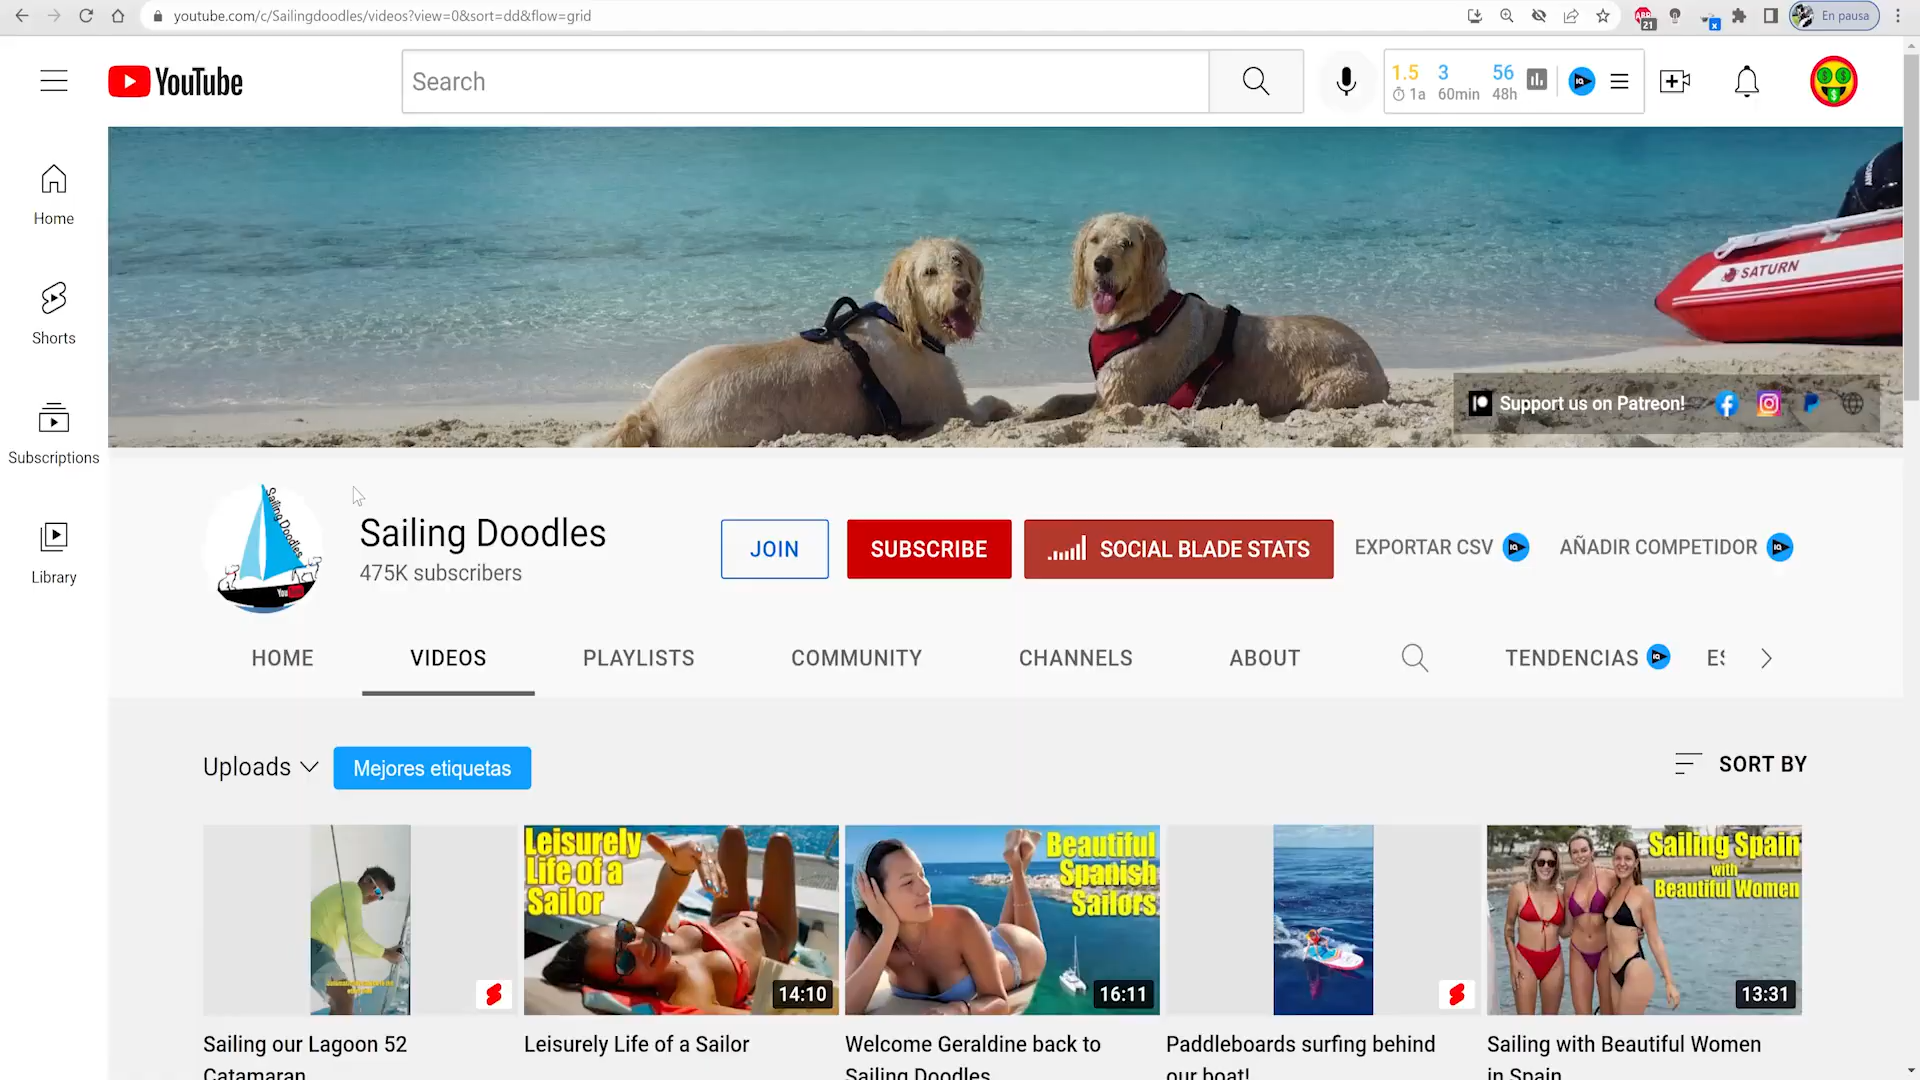 youtube.com/c/Sailingdoodles/videos?view=0&sort=dd&flow=grid
21
x
En pausa
YouTube
Search
1.5 3 56
1a 60min 48h
Home
Shorts
Subscriptions
Library
SATURN
Support us on Patreon!
Sailing Doodles
Sailing Doodles
475K subscribers
JOIN
SUBSCRIBE
SOCIAL BLADE STATS
EXPORTAR CSV
AÑADIR COMPETIDOR
HOME
VIDEOS
PLAYLISTS
COMMUNITY
CHANNELS
ABOUT
TENDENCIAS
Uploads
Mejores etiquetas
SORT BY
Leisurely
Life of a
Sailor
14:10
Beautiful
Spanish
Sailors
16:11
Sailing Spain
with
Beautiful Women
13:31
Sailing our Lagoon 52
Catamaran
Leisurely Life of a Sailor
Welcome Geraldine back to
Sailing Doodles
Paddleboards surfing behind
our boat!
Sailing with Beautiful Women
in Spain